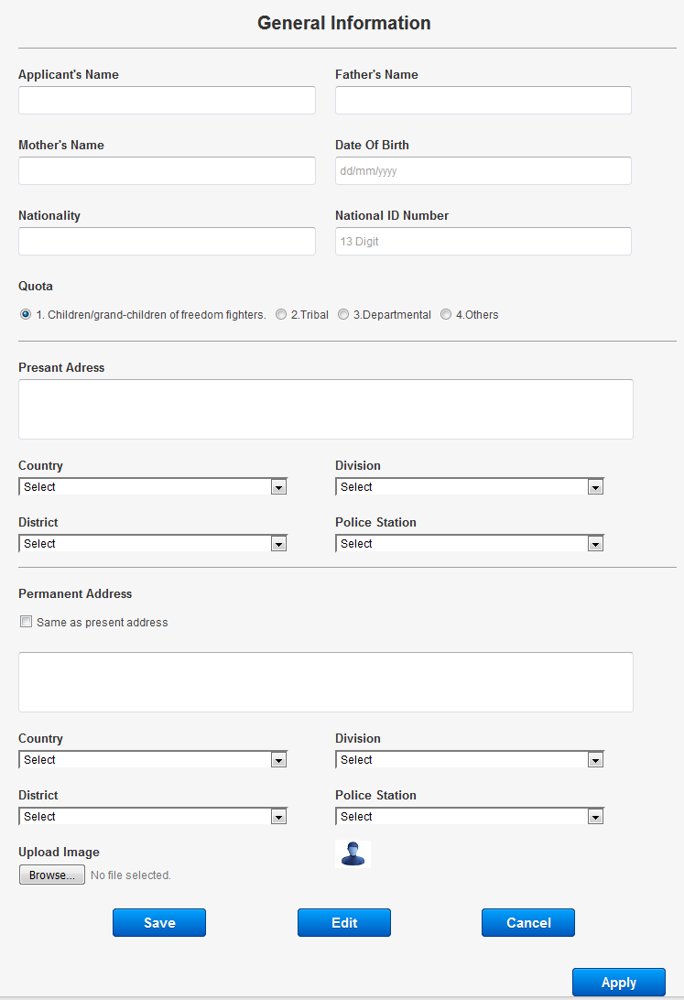 General Information
Applicant's Name Father's Name
Mother's Name Date Of Birth
dd/mm/yyyy
Nationality National ID Number
13 Digit
Quota
1. Children/grand-children of freedom fighters. 2.Tribal 3.Departmental 4.Others
Presant Adress
Country Division
Select Select
District Police Station
Select Select
Permanent Address
Same as present address
Country Division
Select Select
District Police Station
Select Select
Upload Image
Browse... No file selected.
Save Edit Cancel
Apply